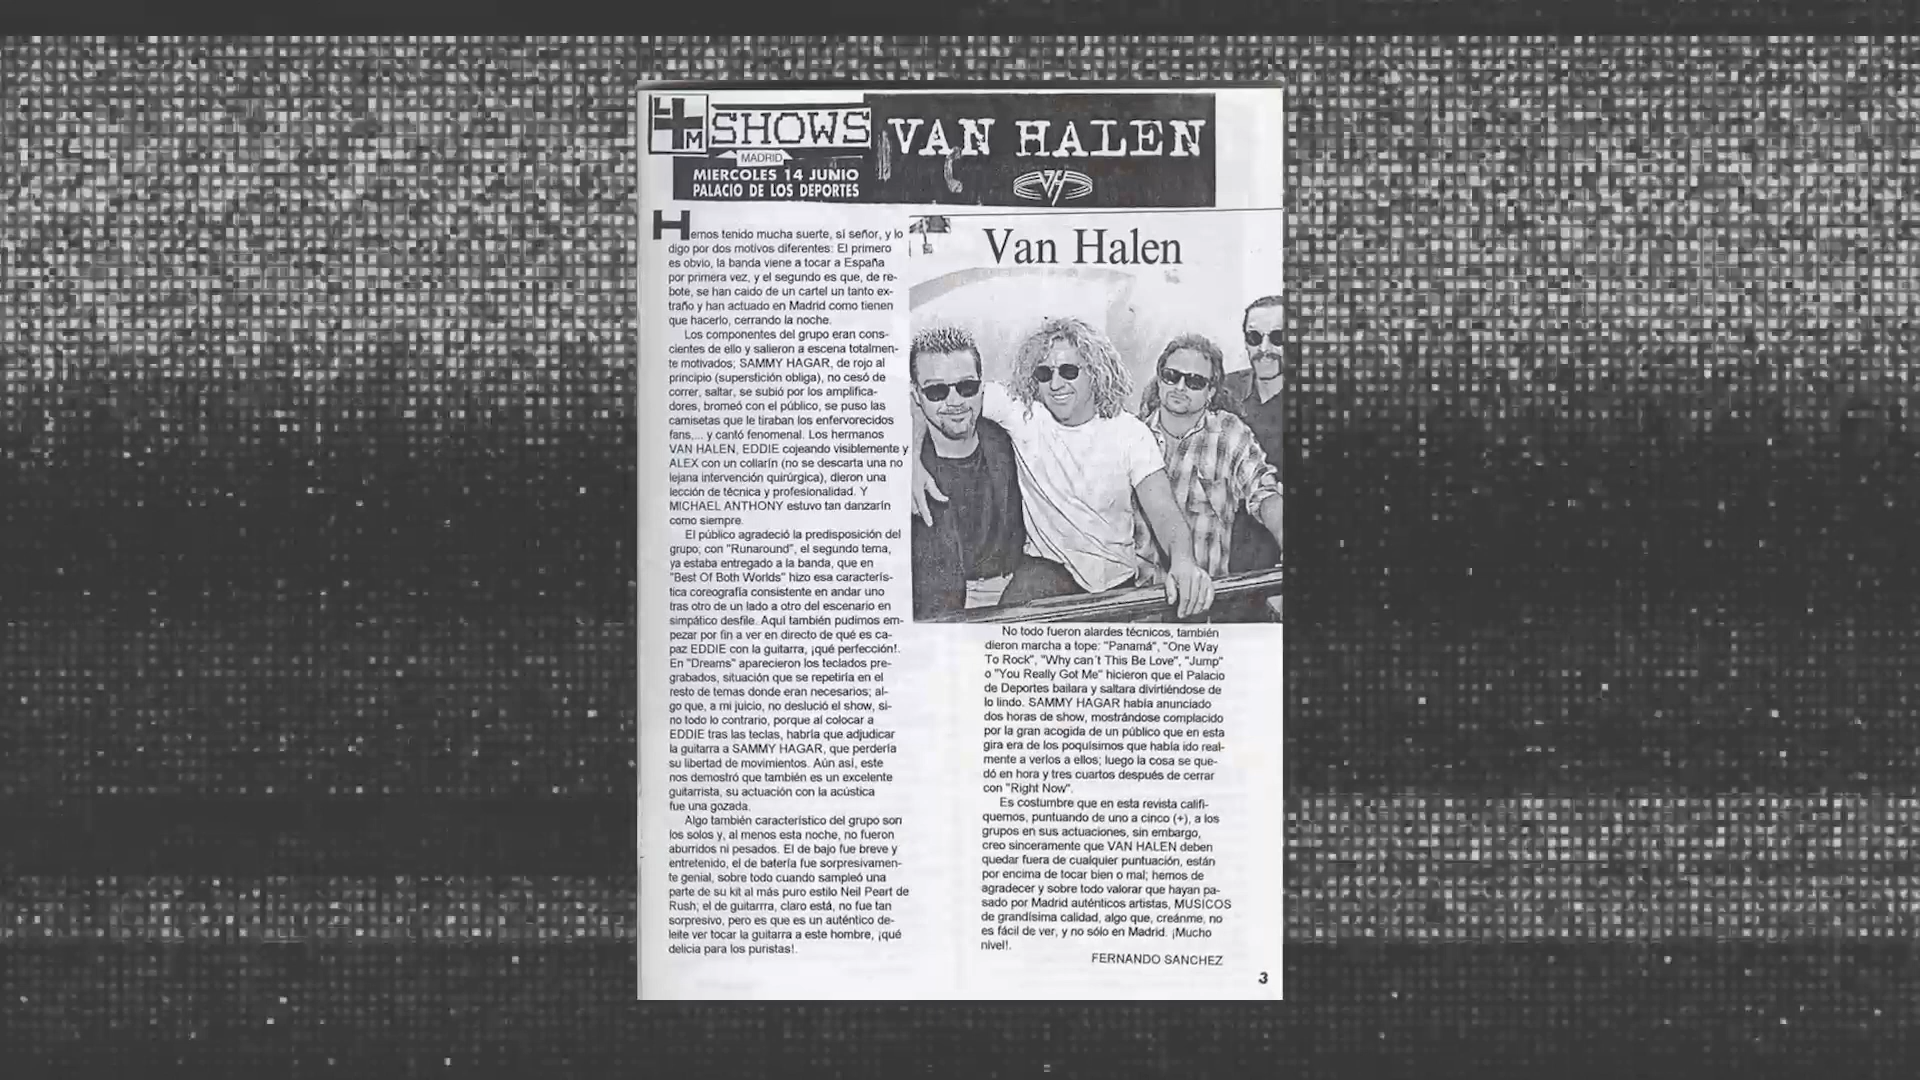 4M SHOWS
MADRID
MIERCOLES 14 JUNIO
PALACIO DE LOS DEPORTES
VAN HALEN
VH
Hemos tenido mucha suerte, sí señor, y lo
digo por dos motivos diferentes: El primero
es obvio, la banda viene a tocar a España
por primera vez, y el segundo es que, de re-
bote, se han caido de un cartel un tanto ex-
traño y han actuado en Madrid como tienen
que hacerlo, cerrando la noche.
Los componentes del grupo eran cons-
cientes de ello y salieron a escena totalmen-
te motivados; SAMMY HAGAR, de rojo al
principio (superstición obliga), no cesó de
correr, saltar, se subió por los amplifica-
dores, bromeó con el público, se puso las
camisetas que le tiraban los enfervorecidos
fans,... y cantó fenomenal. Los hermanos
VAN HALEN, EDDIE cojeando visiblemente y
ALEX con un collarín (no se descarta una no
lejana intervención quirúrgica), dieron una
lección de técnica y profesionalidad. Y
MICHAEL ANTHONY estuvo tan danzarín
como siempre.
El público agradeció la predisposición del
grupo; con "Runaround", el segundo tema,
ya estaba entregado a la banda, que en
"Best Of Both Worlds" hizo esa caracterís-
tica coreografía consistente en andar uno
tras otro de un lado a otro del escenario en
simpático desfile. Aquí también pudimos em-
pezar por fin a ver en directo de qué es ca-
paz EDDIE con la guitarra, ¡qué perfección!.
En "Dreams" aparecieron los teclados pre-
grabados, situación que se repetiría en el
resto de temas donde eran necesarios; al-
go que, a mi juicio, no deslució el show, si-
no todo lo contrario, porque al colocar a
EDDIE tras las teclas, habría que adjudicar
la guitarra a SAMMY HAGAR, que perdería
su libertad de movimientos. Aún así, este
nos demostró que también es un excelente
guitarrista, su actuación con la acústica
fue una gozada.
Algo también característico del grupo son
los solos y, al menos esta noche, no fueron
aburridos ni pesados. El de bajo fue breve y
entretenido, el de batería fue sorpresivamen-
te genial, sobre todo cuando sampleó una
parte de su kit al más puro estilo Neil Peart de
Rush; el de guitarrra, claro está, no fue tan
sorpresivo, pero es que es un auténtico de-
leite ver tocar la guitarra a este hombre, ¡qué
delicia para los puristas!.
Van Halen
No todo fueron alardes técnicos, también
dieron marcha a tope: "Panamá", "One Way
To Rock", "Why can´t This Be Love", "Jump"
o "You Really Got Me" hicieron que el Palacio
de Deportes bailara y saltara divirtiéndose de
lo lindo. SAMMY HAGAR había anunciado
dos horas de show, mostrándose complacido
por la gran acogida de un público que en esta
gira era de los poquísimos que había ido real-
mente a verlos a ellos; luego la cosa se que-
dó en hora y tres cuartos después de cerrar
con "Right Now".
Es costumbre que en esta revista califi-
quemos, puntuando de uno a cinco (+), a los
grupos en sus actuaciones, sin embargo,
creo sinceramente que VAN HALEN deben
quedar fuera de cualquier puntuación, están
por encima de tocar bien o mal; hemos de
agradecer y sobre todo valorar que hayan pa-
sado por Madrid auténticos artistas, MUSICOS
de grandísima calidad, algo que, creánme, no
es fácil de ver, y no sólo en Madrid. ¡Mucho
nivel!.
FERNANDO SANCHEZ
3